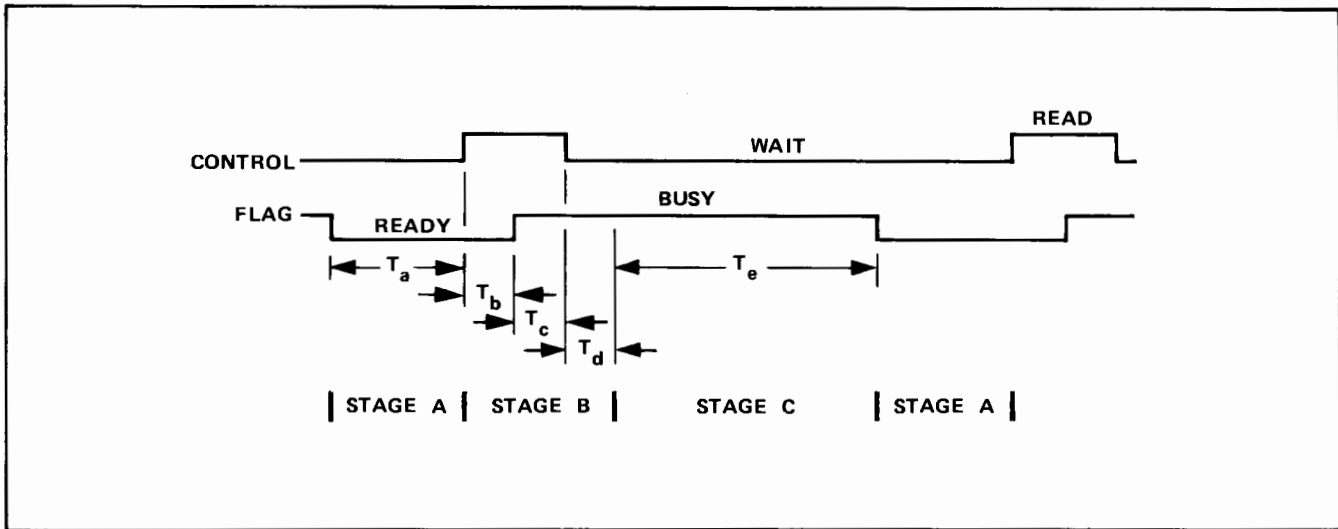 READ
CONTROL
WAIT
BUSY
FLAG
READY
Ta
Te
Tb
Tc
Td
STAGE A
STAGE B
STAGE C
STAGE A